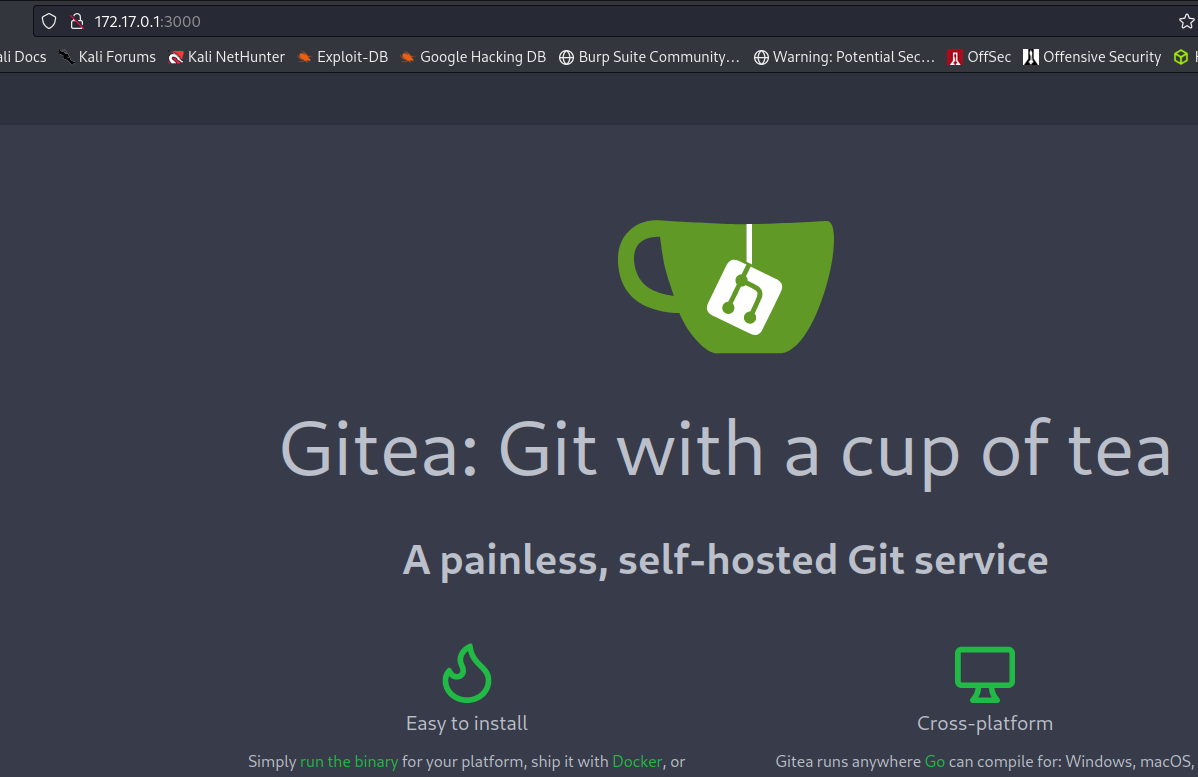 172.17.0.1:3000
ali Docs Kali Forums Kali NetHunter Exploit-DB Google Hacking DB Burp Suite Community… Warning: Potential Sec… OffSec Offensive Security
Gitea: Git with a cup of tea
A painless, self-hosted Git service
Easy to install
Cross-platform
Simply run the binary for your platform, ship it with Docker, or
Gitea runs anywhere Go can compile for: Windows, macOS,